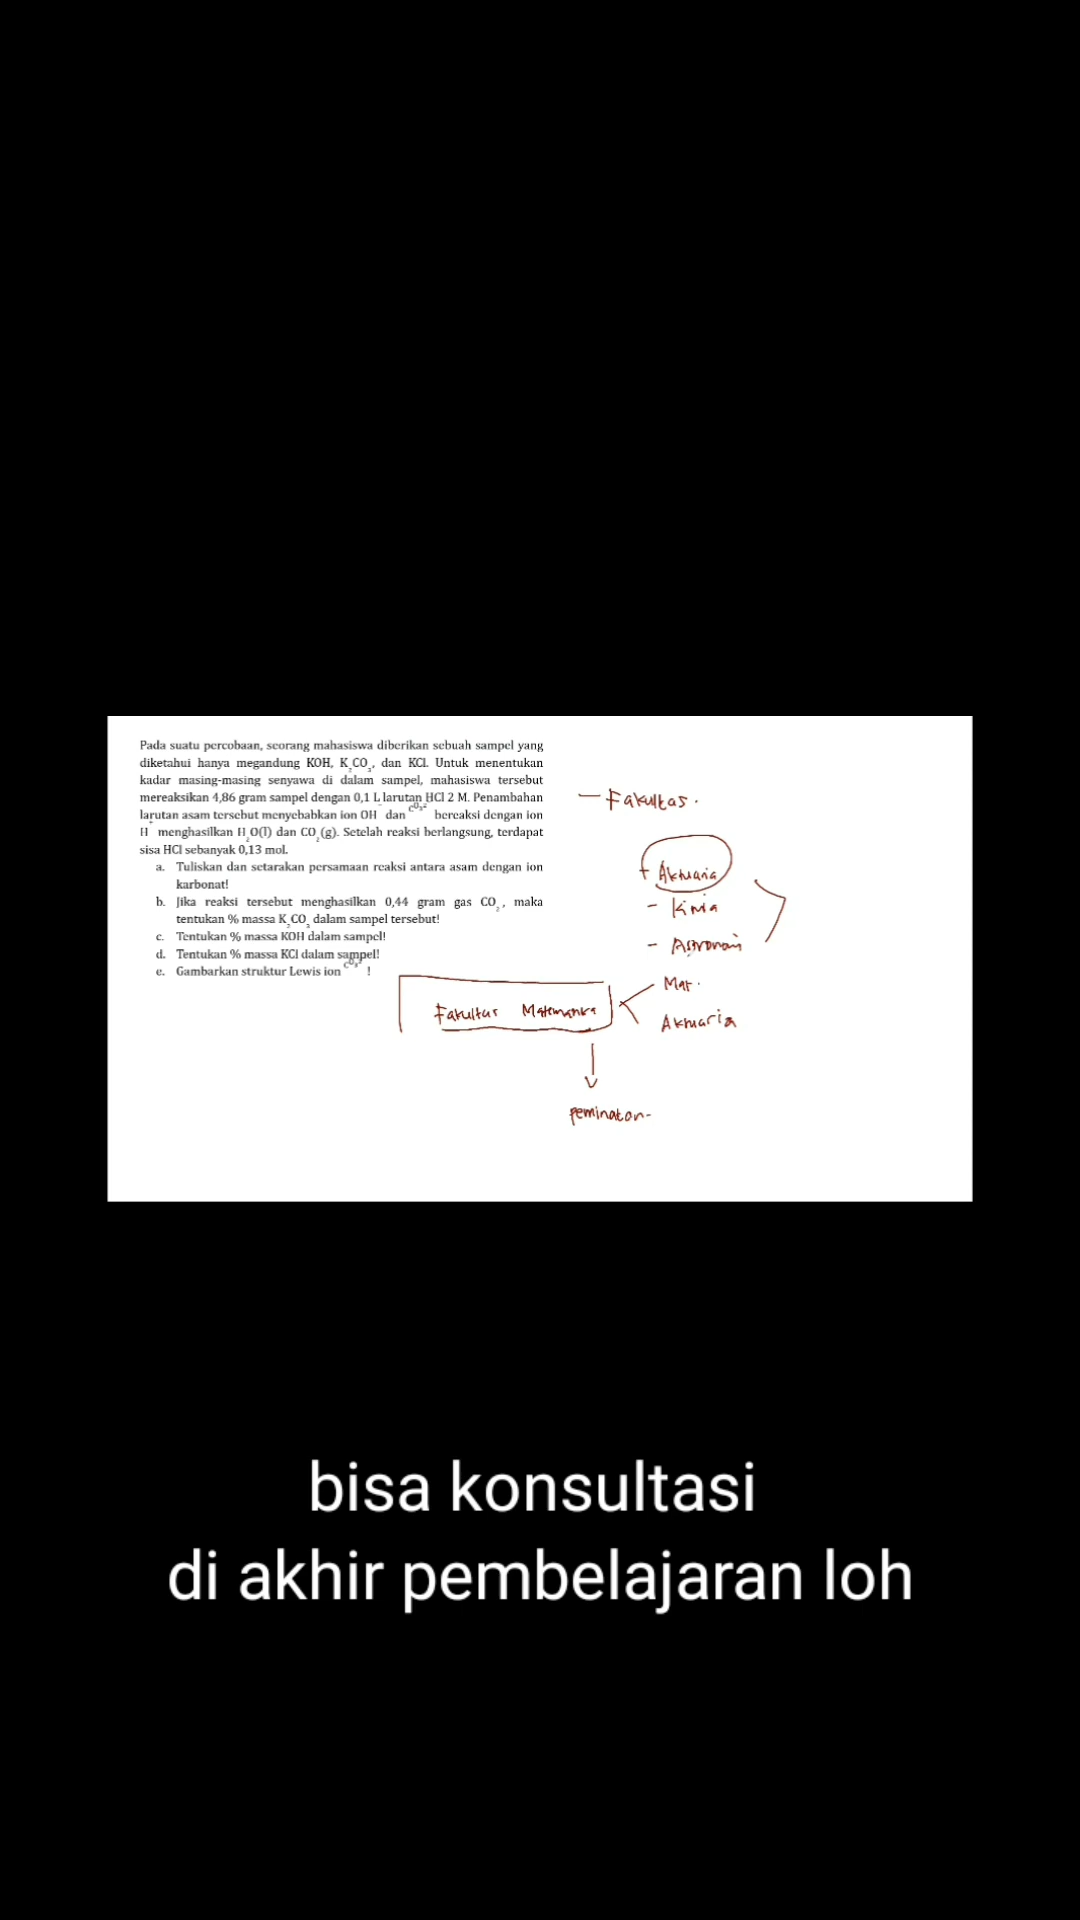 Pada suatu percobaan, seorang mahasiswa diberikan sebuah sampel yang
diketahui hanya megandung KOH, K₂CO₃, dan KCl. Untuk menentukan
kadar masing-masing senyawa di dalam sampel, mahasiswa tersebut
mereaksikan 4,86 gram sampel dengan 0,1 L larutan HCl 2 M. Penambahan
larutan asam tersebut menyebabkan ion OH⁻ dan CO₃²⁻ bereaksi dengan ion
H⁺ menghasilkan H₂O(l) dan CO₂(g). Setelah reaksi berlangsung, terdapat
sisa HCl sebanyak 0,13 mol.
a. Tuliskan dan setarakan persamaan reaksi antara asam dengan ion
karbonat!
b. Jika reaksi tersebut menghasilkan 0,44 gram gas CO₂, maka
tentukan % massa K₂CO₃ dalam sampel tersebut!
c. Tentukan % massa KOH dalam sampel!
d. Tentukan % massa KCl dalam sampel!
e. Gambarkan struktur Lewis ion CO₃²⁻ !
— Fakultas.
+ Aktuaria
- Kimia
- Astronomi
Fakultas Matematika
Mat.
Aktuaria
Peminatan-
bisa konsultasi
di akhir pembelajaran loh